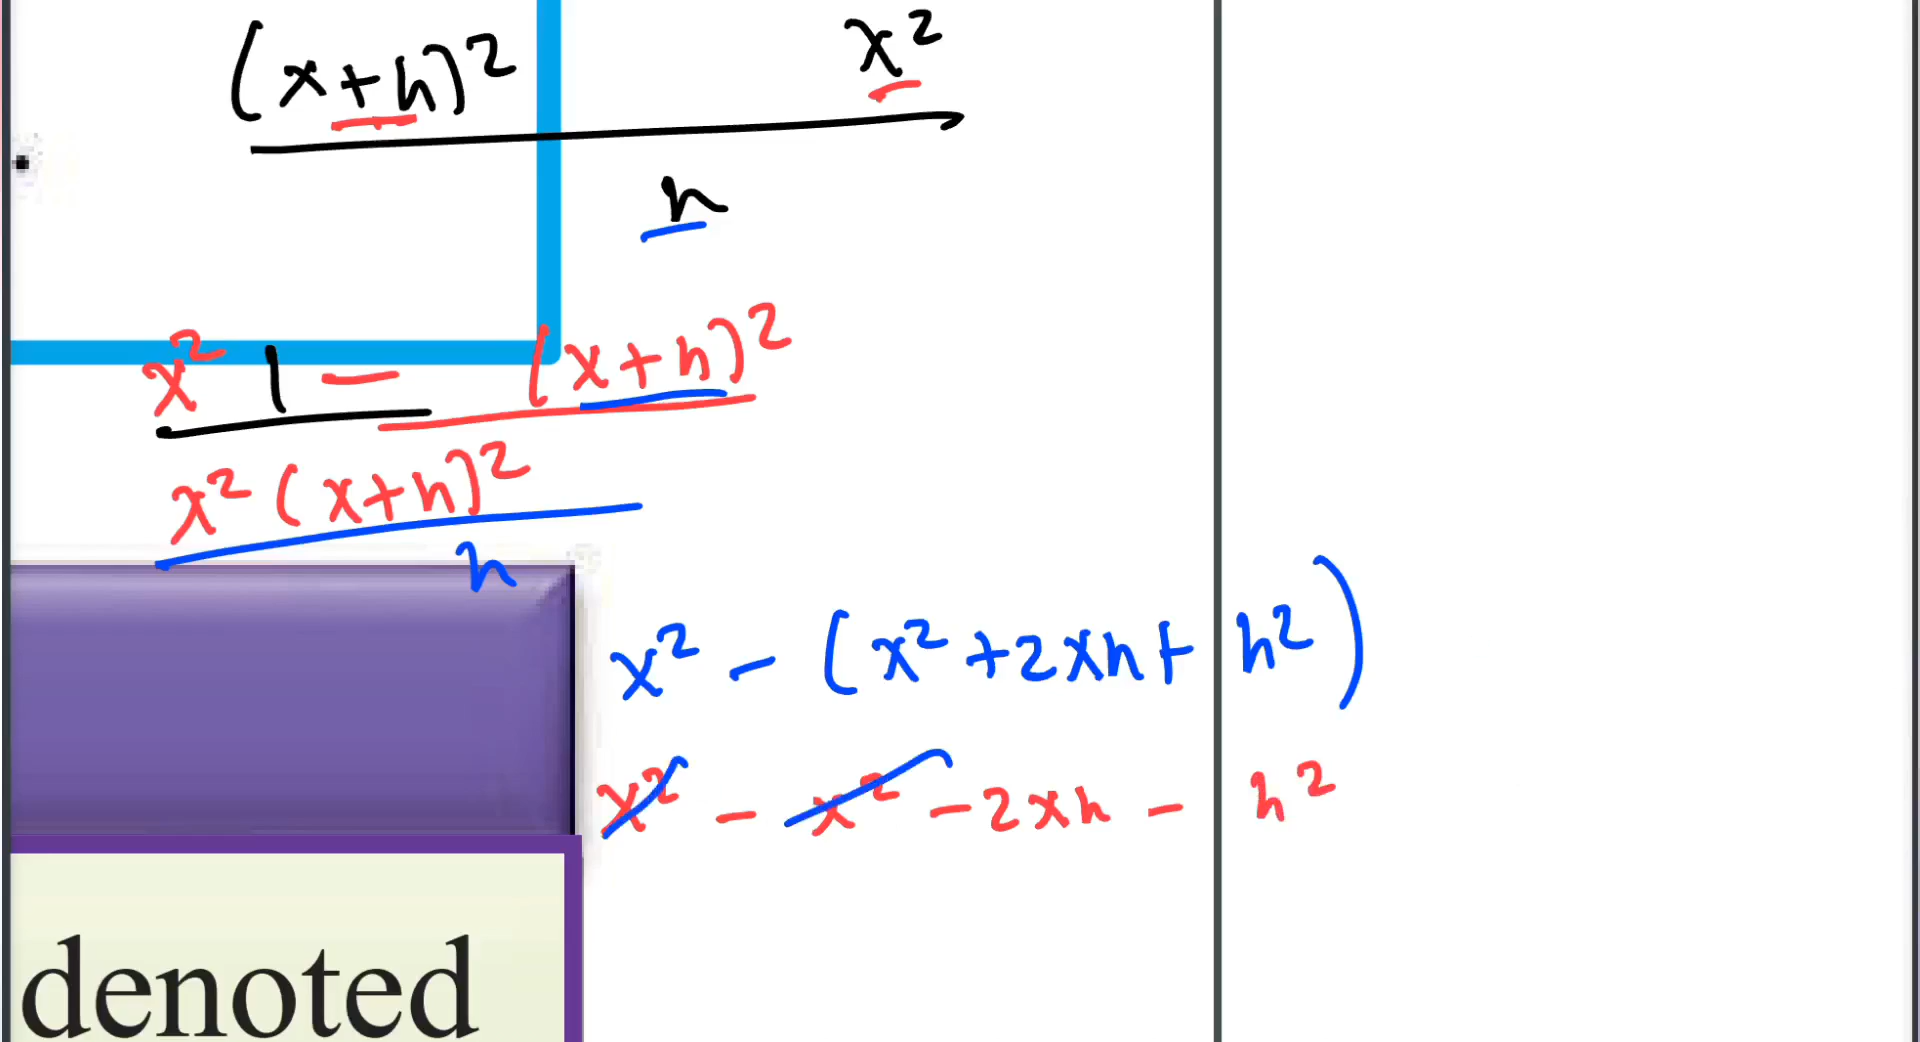 (x+h)² x²
h
x² 1 - (x+h)²
x² (x+h)²
h
x² - (x² +2xh+ h²)
x² - x² -2xh - h²
denoted